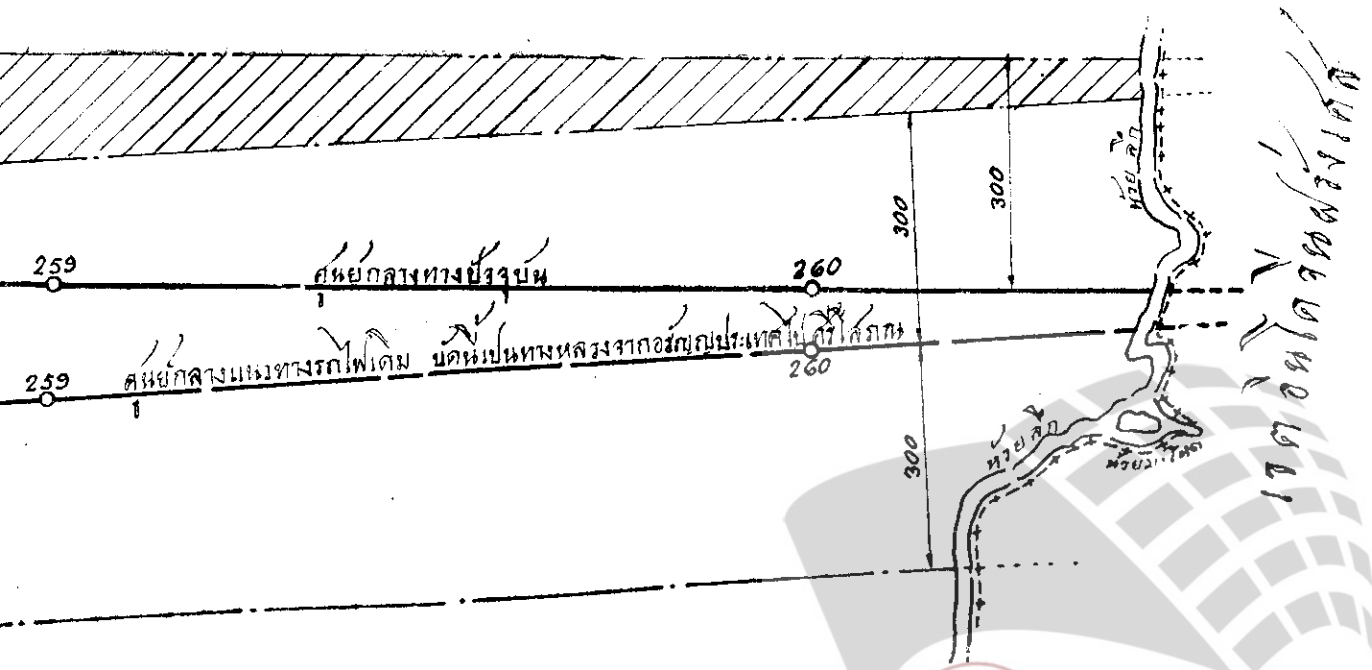 300
300
ห้วยลึก
เขตอินโดจีนฝรั่งเศส
259
ศูนย์กลางทางปัจจุบัน
260
259
ศูนย์กลางแนวทางรถไฟเดิม บัดนี้เป็นทางหลวงจากอรัญญประเทศไปศรีโสภณ
260
300
ห้วยลึก